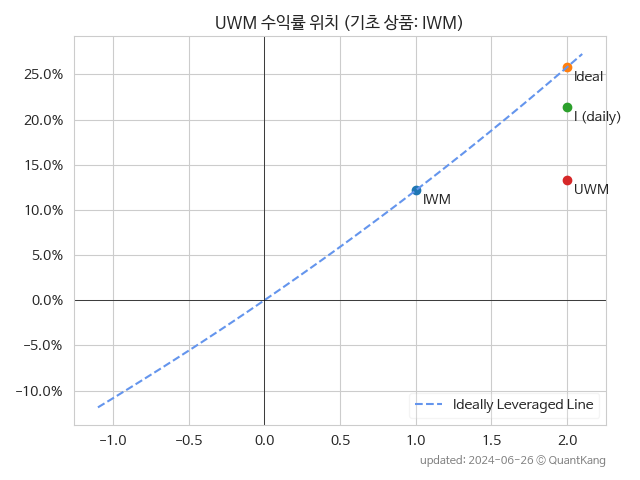 UWM 수익률 위치 (기초 상품: IWM)
25.0%
20.0%
15.0%
10.0%
5.0%
0.0%
−5.0%
−10.0%
Ideal
I (daily)
UWM
IWM
Ideally Leveraged Line
−1.0 −0.5 0.0 0.5 1.0 1.5 2.0
updated: 2024-06-26 ⓒ QuantKang